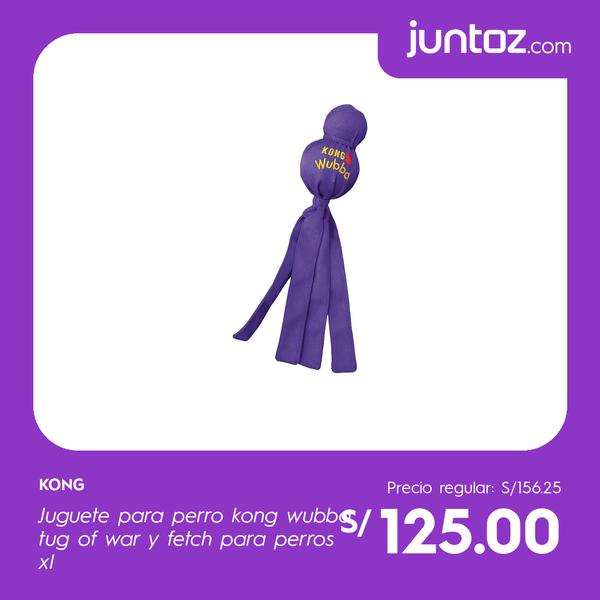 juntoz.com
KONG
Wubba
KONG
Precio regular: S/156.25
Juguete para perro kong wubba
tug of war y fetch para perros
xl
S/ 125.00